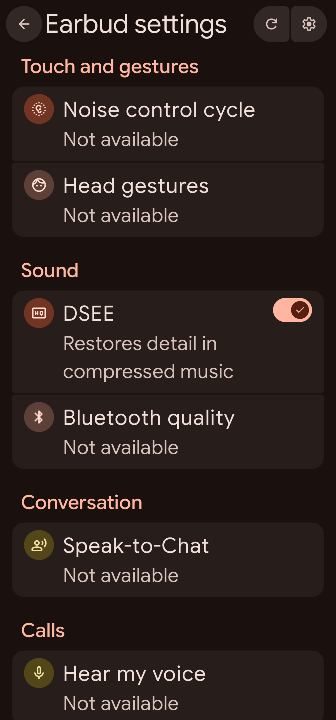 Earbud settings
Touch and gestures
Noise control cycle
Not available
Head gestures
Not available
Sound
HQ
DSEE
Restores detail in
compressed music
Bluetooth quality
Not available
Conversation
Speak-to-Chat
Not available
Calls
Hear my voice
Not available